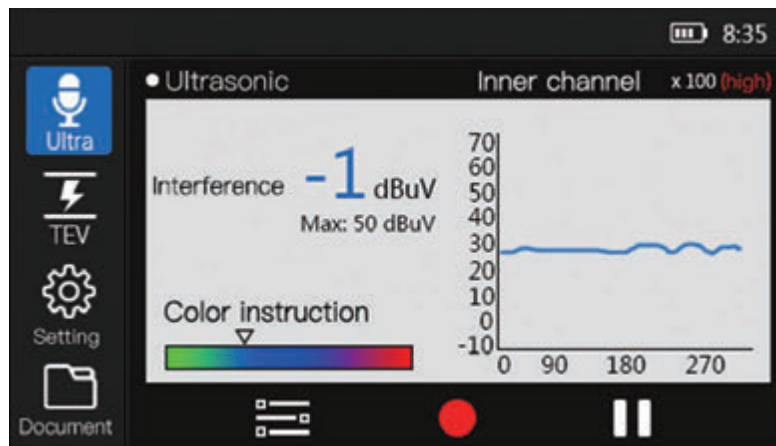 8:35
Ultra
TEV
Setting
Document
Ultrasonic
Inner channel
x 100 (high)
Interference -1 dBuV
Max: 50 dBuV
Color instruction
70
60
50
40
30
20
10
0
-10
0 90 180 270